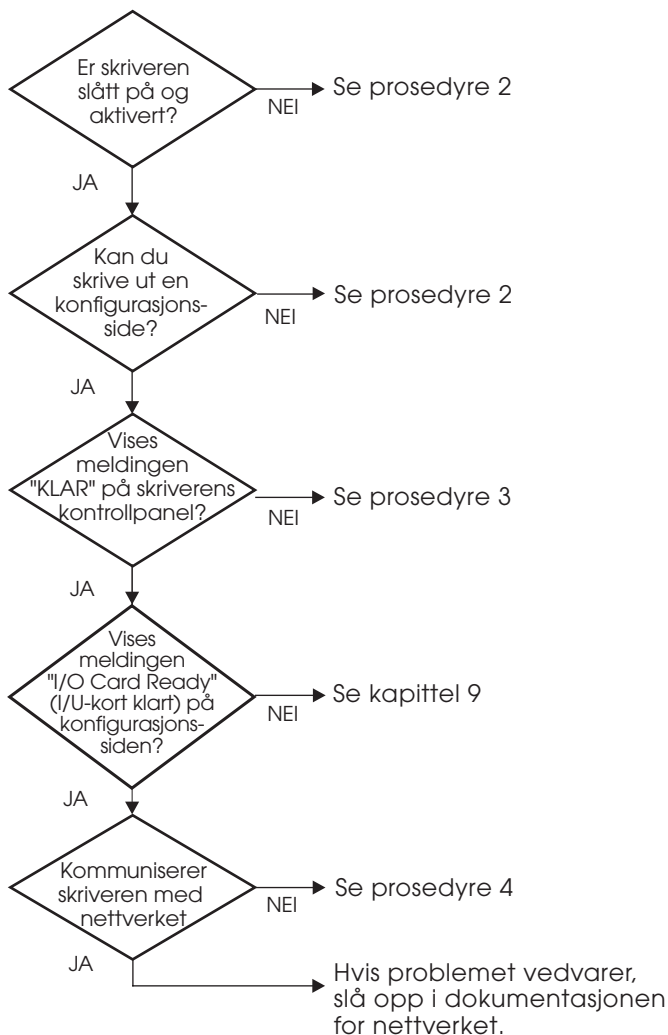 Er skriveren
slått på og
aktivert?
NEI
Se prosedyre 2
JA
Kan du
skrive ut en
konfigurasjons-
side?
NEI
Se prosedyre 2
JA
Vises
meldingen
"KLAR" på skriverens
kontrollpanel?
NEI
Se prosedyre 3
JA
Vises
meldingen
"I/O Card Ready"
(I/U-kort klart) på
konfigurasjons-
siden?
NEI
Se kapittel 9
JA
Kommuniserer
skriveren med
nettverket
NEI
Se prosedyre 4
JA
Hvis problemet vedvarer,
slå opp i dokumentasjonen
for nettverket.